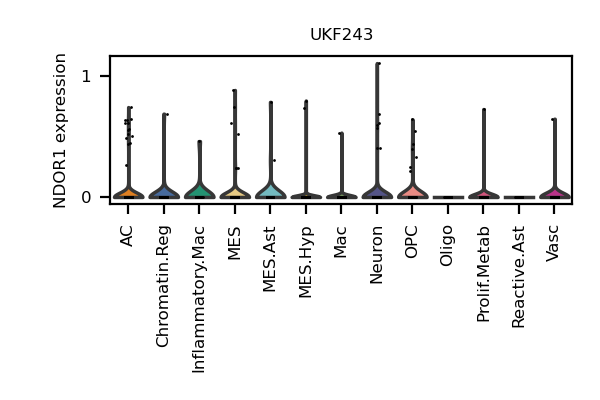 UKF243
NDOR1 expression
1
0
AC
Chromatin.Reg
Inflammatory.Mac
MES
MES.Ast
MES.Hyp
Mac
Neuron
OPC
Oligo
Prolif.Metab
Reactive.Ast
Vasc